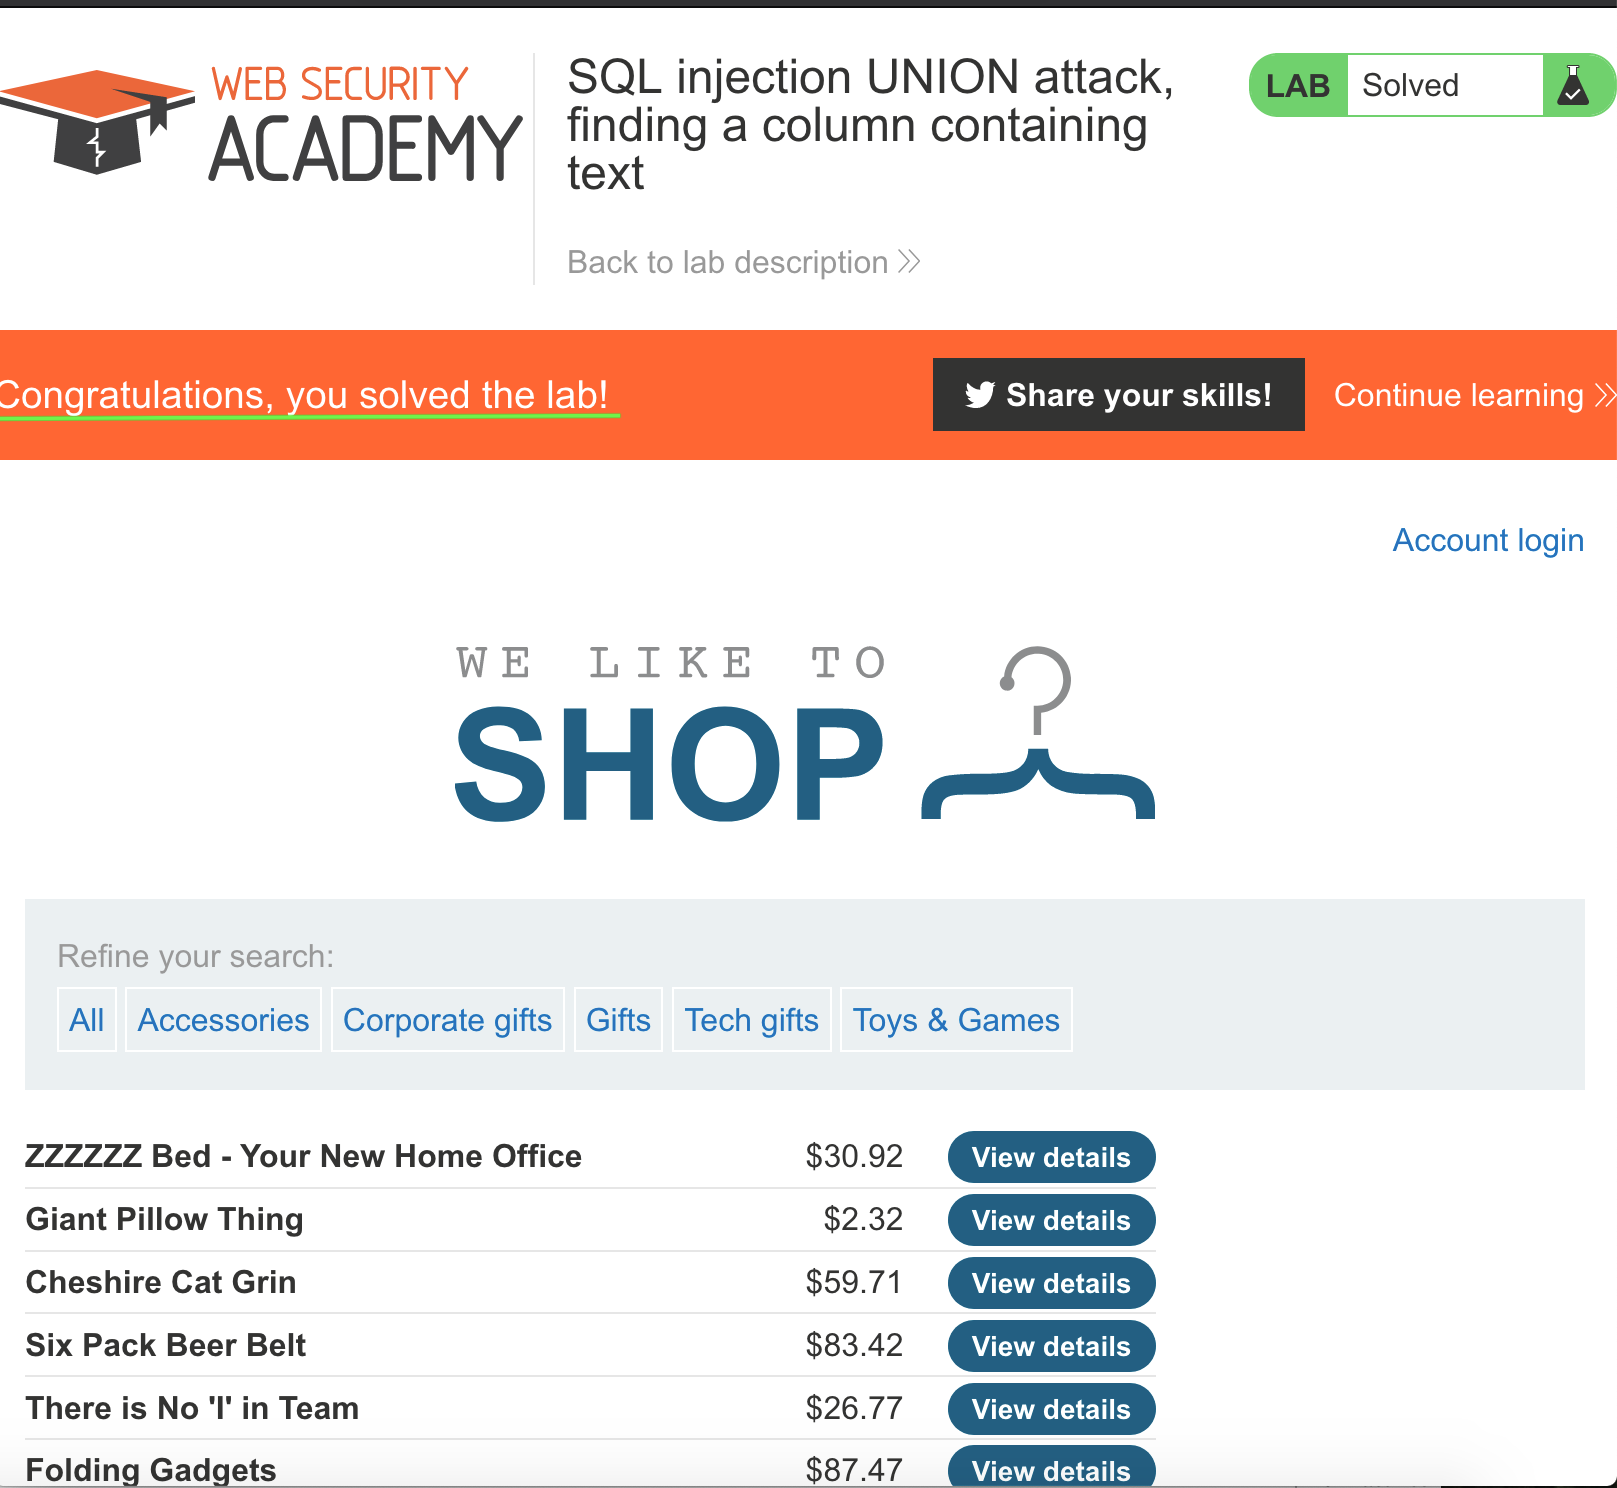 WEB SECURITY
ACADEMY
SQL injection UNION attack,
finding a column containing
text
LAB Solved
Back to lab description
Congratulations, you solved the lab!
Share your skills!
Continue learning
Account login
WE LIKE TO
SHOP
Refine your search:
All Accessories Corporate gifts Gifts Tech gifts Toys & Games
ZZZZZZ Bed - Your New Home Office $30.92 View details
Giant Pillow Thing $2.32 View details
Cheshire Cat Grin $59.71 View details
Six Pack Beer Belt $83.42 View details
There is No 'I' in Team $26.77 View details
Folding Gadgets $87.47 View details